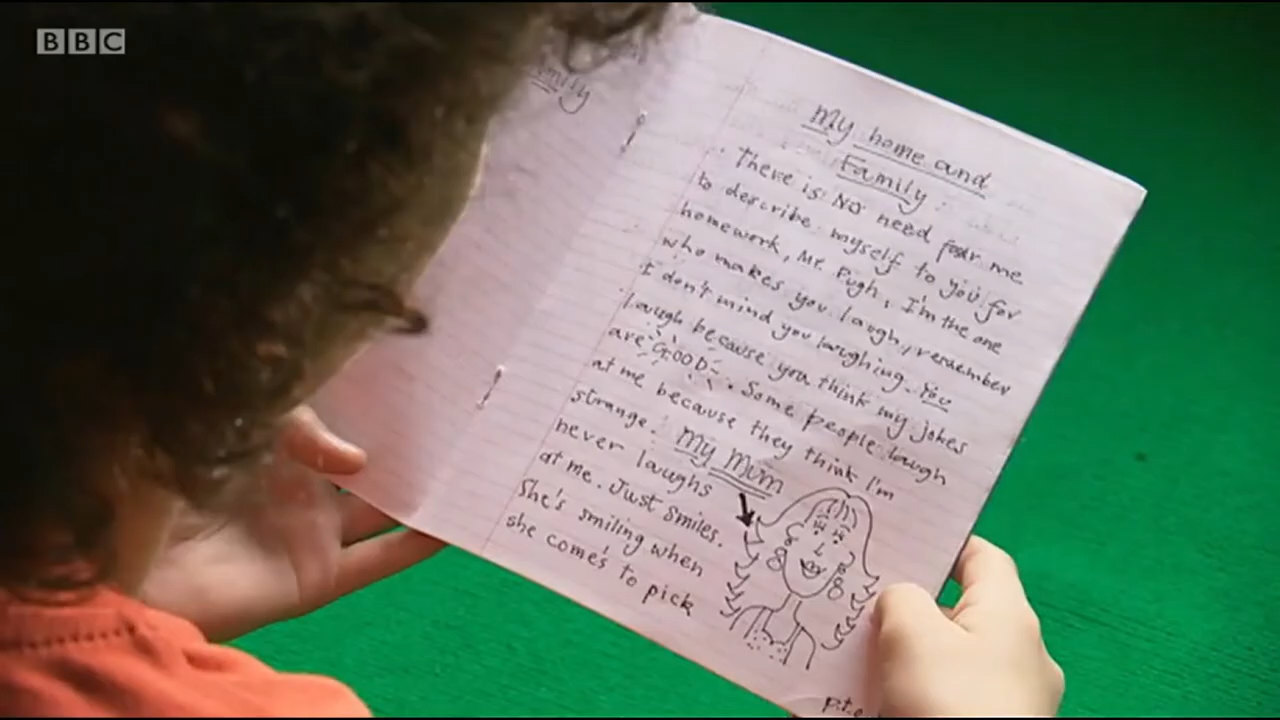 BBC
amily
My home and
Family.
There is NO need for me
to describe myself to you for
homework, Mr. Pugh, I'm the one
who makes you laugh, remember
I don't mind you laughing. You
laugh because you think my jokes
are GOOD. Some people laugh
at me because they think I'm
strange. My Mum
never laughs
at me. Just smiles.
She's smiling when
she come's to pick
p.t.o